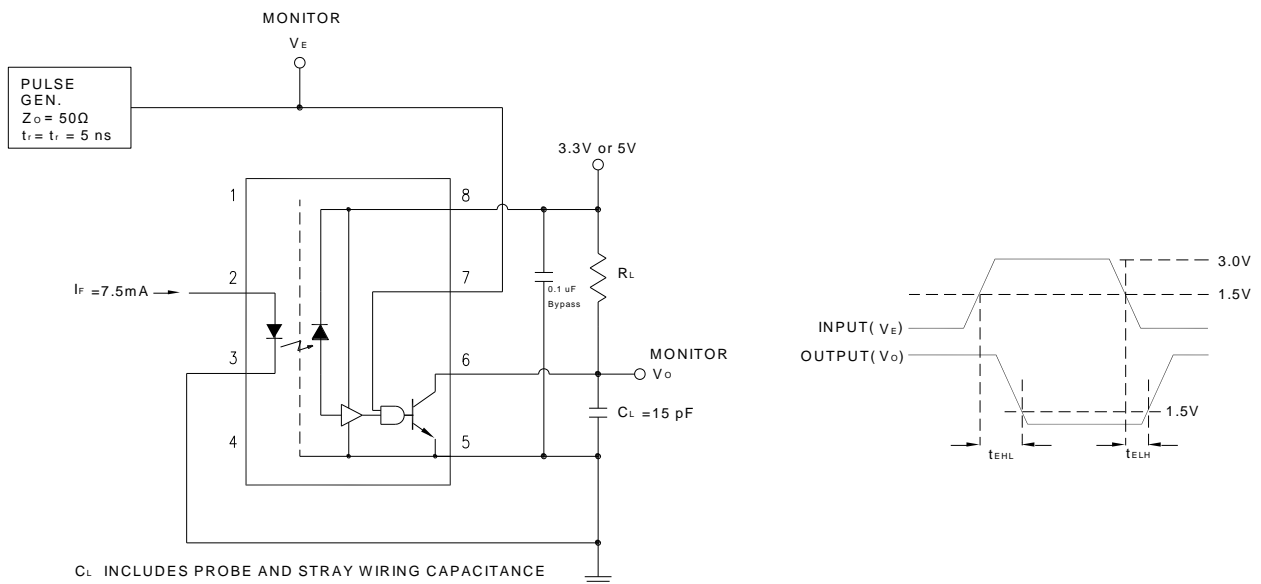 MONITOR
VE
PULSE
GEN.
ZO = 50Ω
tr = tr = 5 ns
3.3V or 5V
1
8
2
7
IF =7.5mA
0.1 uF
Bypass
RL
3
6
MONITOR
VO
4
5
CL =15 pF
CL INCLUDES PROBE AND STRAY WIRING CAPACITANCE
3.0V
1.5V
INPUT(VE)
OUTPUT(VO)
1.5V
tEHL
tELH